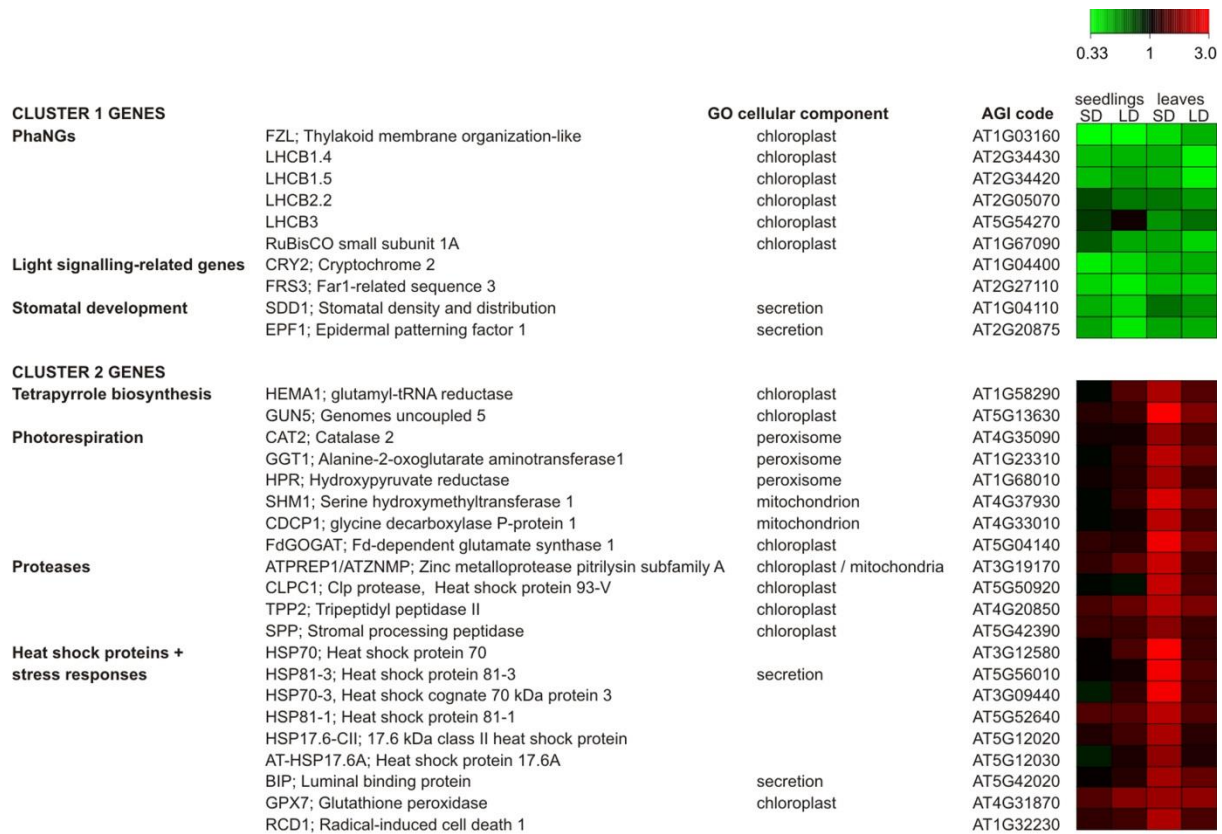 0.33 1 3.0
seedlings leaves
CLUSTER 1 GENES GO cellular component AGI code SD LD SD LD
PhaNGs FZL; Thylakoid membrane organization-like chloroplast AT1G03160
LHCB1.4 chloroplast AT2G34430
LHCB1.5 chloroplast AT2G34420
LHCB2.2 chloroplast AT2G05070
LHCB3 chloroplast AT5G54270
RuBisCO small subunit 1A chloroplast AT1G67090
Light signalling-related genes CRY2; Cryptochrome 2 AT1G04400
FRS3; Far1-related sequence 3 AT2G27110
Stomatal development SDD1; Stomatal density and distribution secretion AT1G04110
EPF1; Epidermal patterning factor 1 secretion AT2G20875
CLUSTER 2 GENES
Tetrapyrrole biosynthesis HEMA1; glutamyl-tRNA reductase chloroplast AT1G58290
GUN5; Genomes uncoupled 5 chloroplast AT5G13630
Photorespiration CAT2; Catalase 2 peroxisome AT4G35090
GGT1; Alanine-2-oxoglutarate aminotransferase1 peroxisome AT1G23310
HPR; Hydroxypyruvate reductase peroxisome AT1G68010
SHM1; Serine hydroxymethyltransferase 1 mitochondrion AT4G37930
CDCP1; glycine decarboxylase P-protein 1 mitochondrion AT4G33010
FdGOGAT; Fd-dependent glutamate synthase 1 chloroplast AT5G04140
Proteases ATPREP1/ATZNMP; Zinc metalloprotease pitrilysin subfamily A chloroplast / mitochondria AT3G19170
CLPC1; Clp protease, Heat shock protein 93-V chloroplast AT5G50920
TPP2; Tripeptidyl peptidase II chloroplast AT4G20850
SPP; Stromal processing peptidase chloroplast AT5G42390
Heat shock proteins + HSP70; Heat shock protein 70 AT3G12580
stress responses HSP81-3; Heat shock protein 81-3 secretion AT5G56010
HSP70-3; Heat shock cognate 70 kDa protein 3 AT3G09440
HSP81-1; Heat shock protein 81-1 AT5G52640
HSP17.6-CII; 17.6 kDa class II heat shock protein AT5G12020
AT-HSP17.6A; Heat shock protein 17.6A AT5G12030
BIP; Luminal binding protein secretion AT5G42020
GPX7; Glutathione peroxidase chloroplast AT4G31870
RCD1; Radical-induced cell death 1 AT1G32230